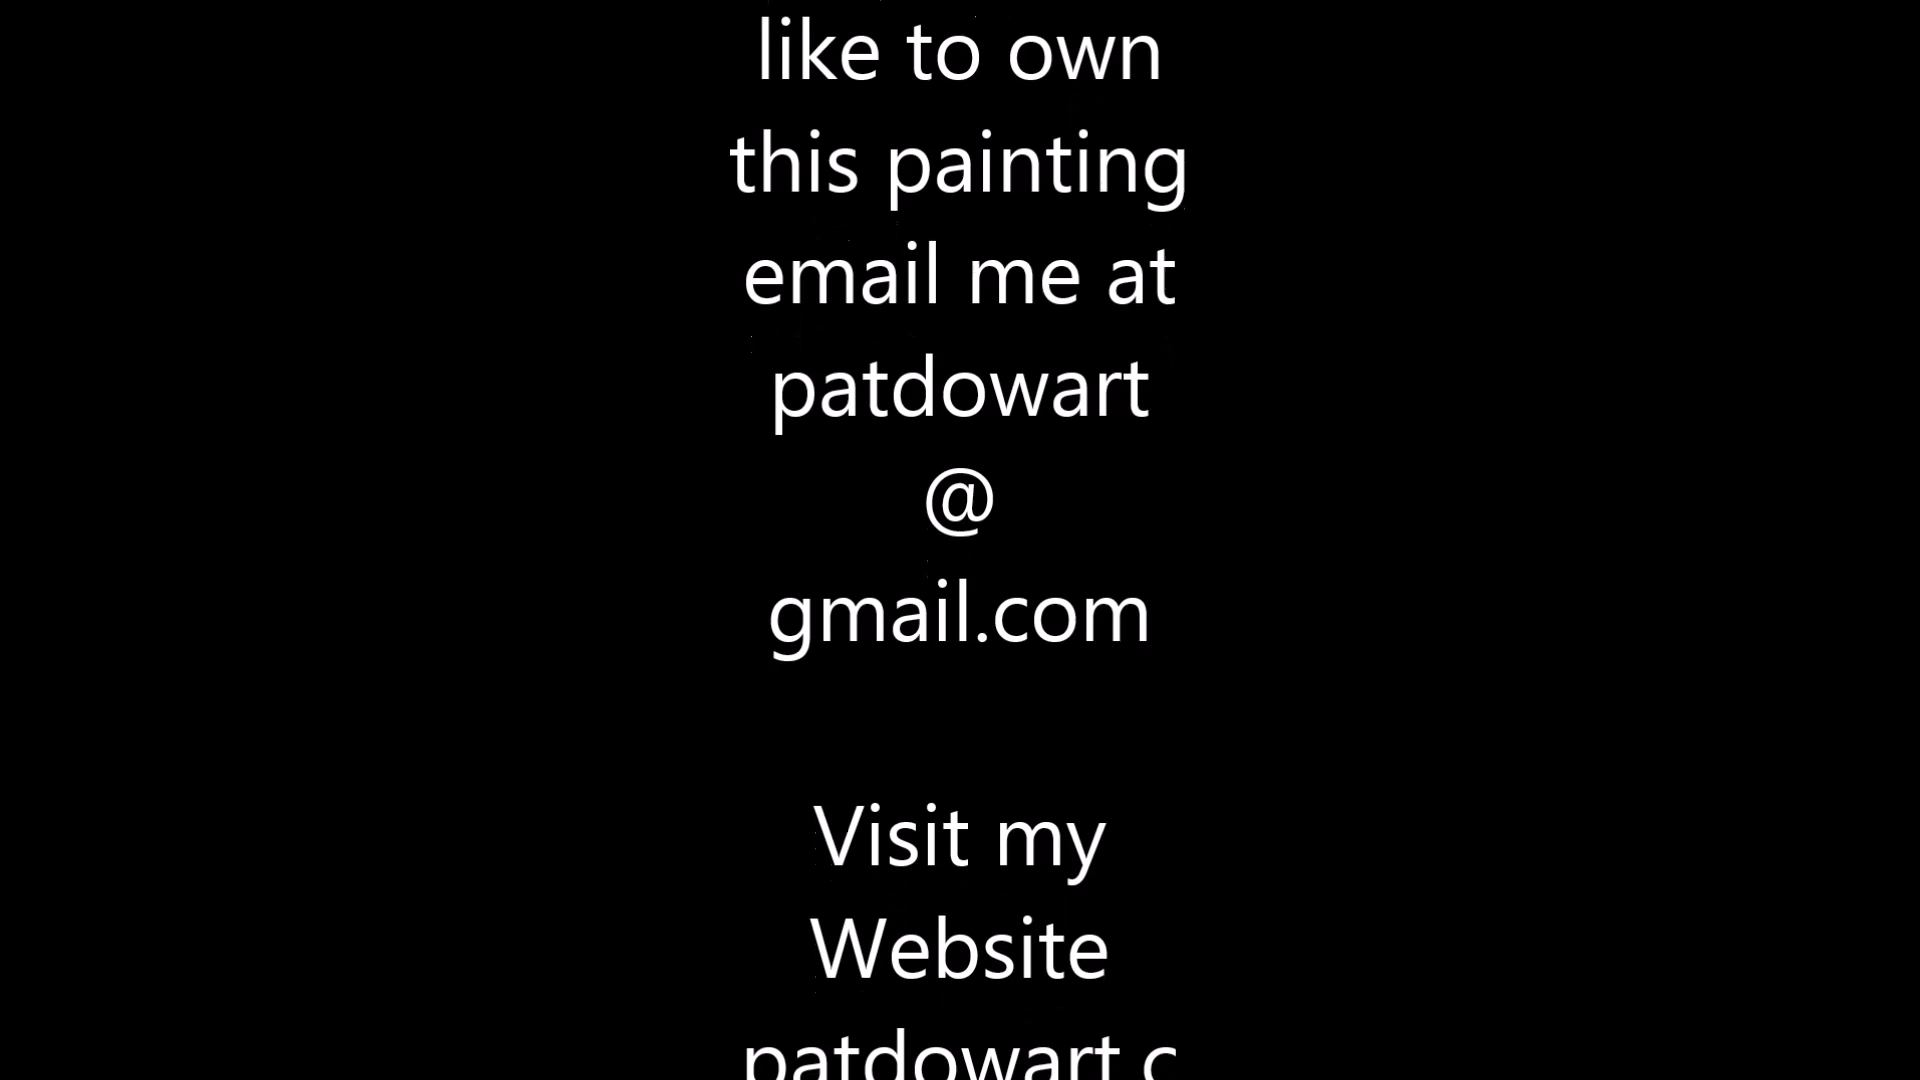 like to own
this painting
email me at
patdowart
@
gmail.com
Visit my
Website
patdowart.c